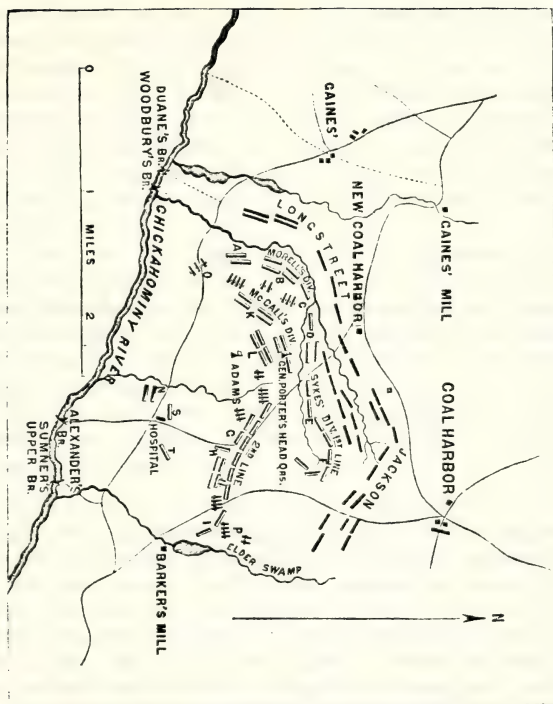 GAINES'
GAINES' MILL
NEW COAL HARBOR
COAL HARBOR
LONGSTREET
JACKSON
MORELL'S DIV.
A
B
C
D
SYKES' DIV. 1ST LINE
E
F
MCCALL'S DIV.
K
L
GEN. PORTER'S HEAD QRS.
ADAMS
G
2ND LINE
H
J
I
P
O
N
S
T
HOSPITAL
ELDER SWAMP
BARKER'S MILL
DUANE'S BR.
WOODBURY'S BR.
CHICKAHOMINY RIVER
ALEXANDER'S
BR.
SUMNER'S
UPPER BR.
0 1 2
MILES
N